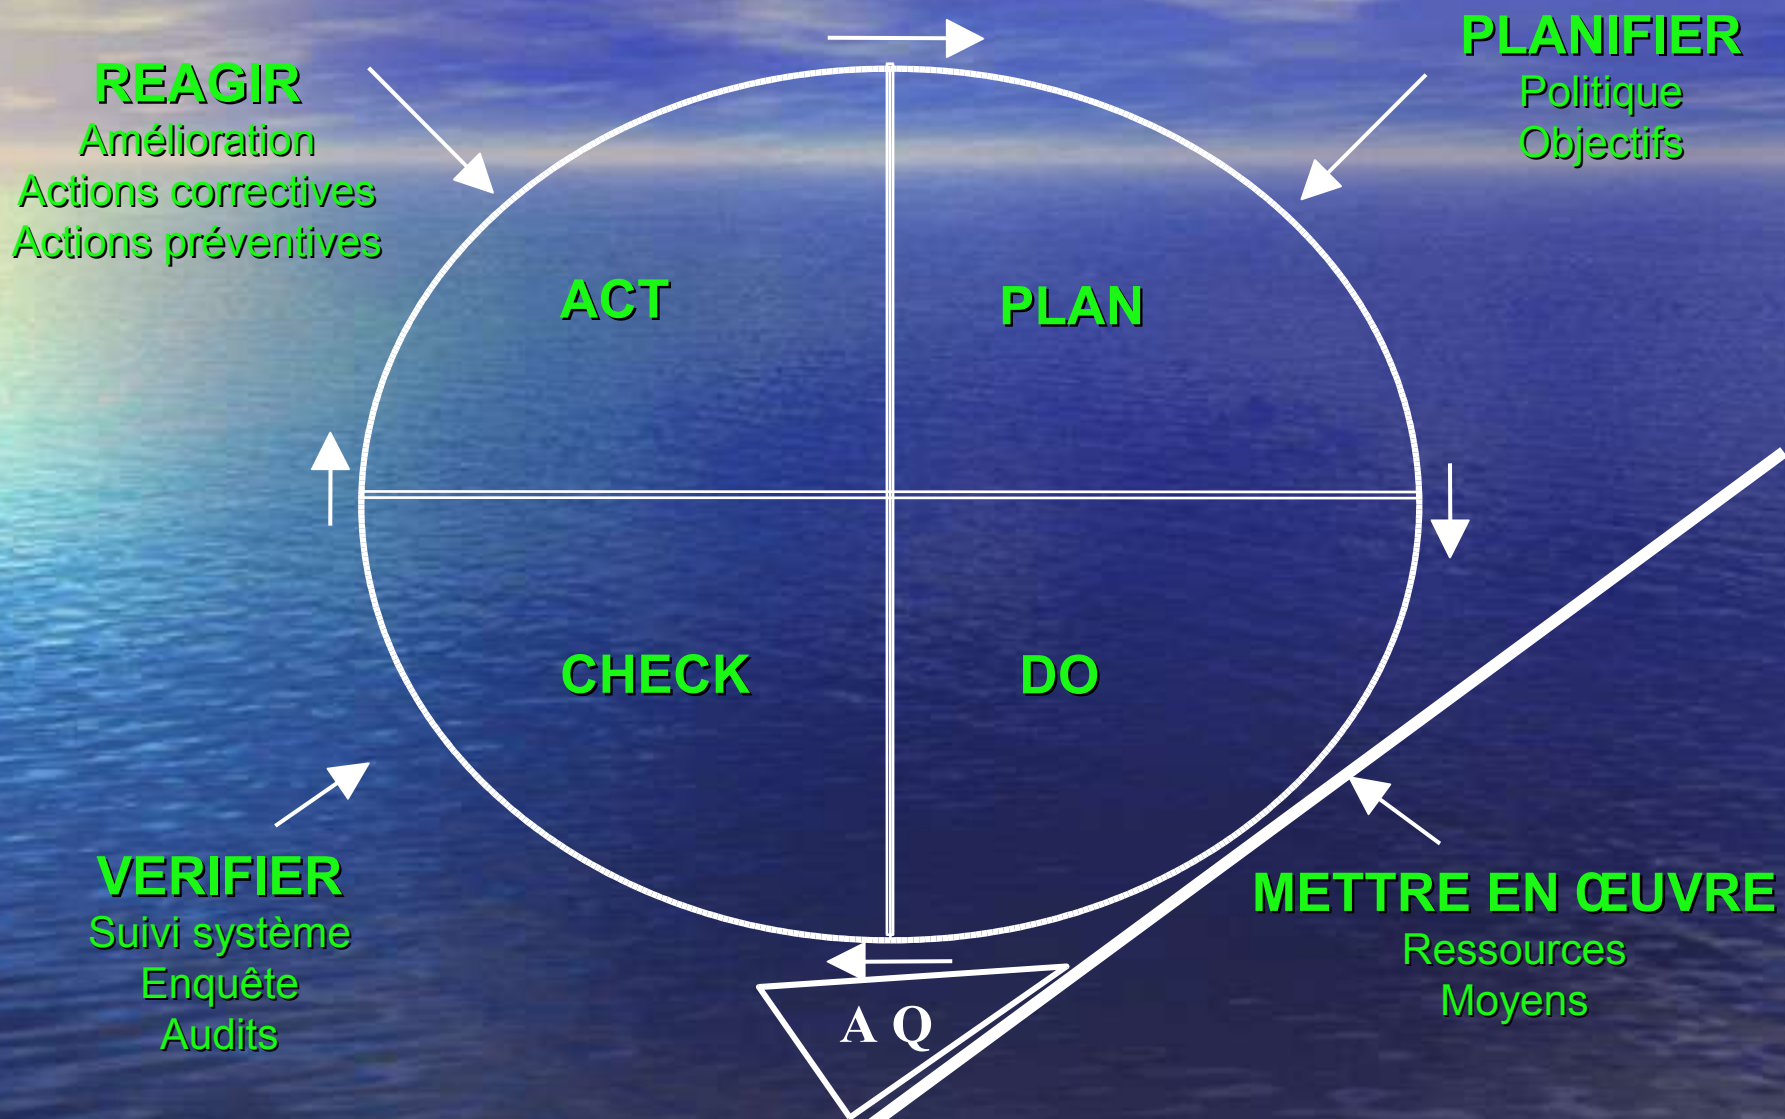 REAGIR
Amélioration
Actions correctives
Actions préventives
PLANIFIER
Politique
Objectifs
ACT
PLAN
CHECK
DO
VERIFIER
Suivi système
Enquête
Audits
METTRE EN ŒUVRE
Ressources
Moyens
A Q